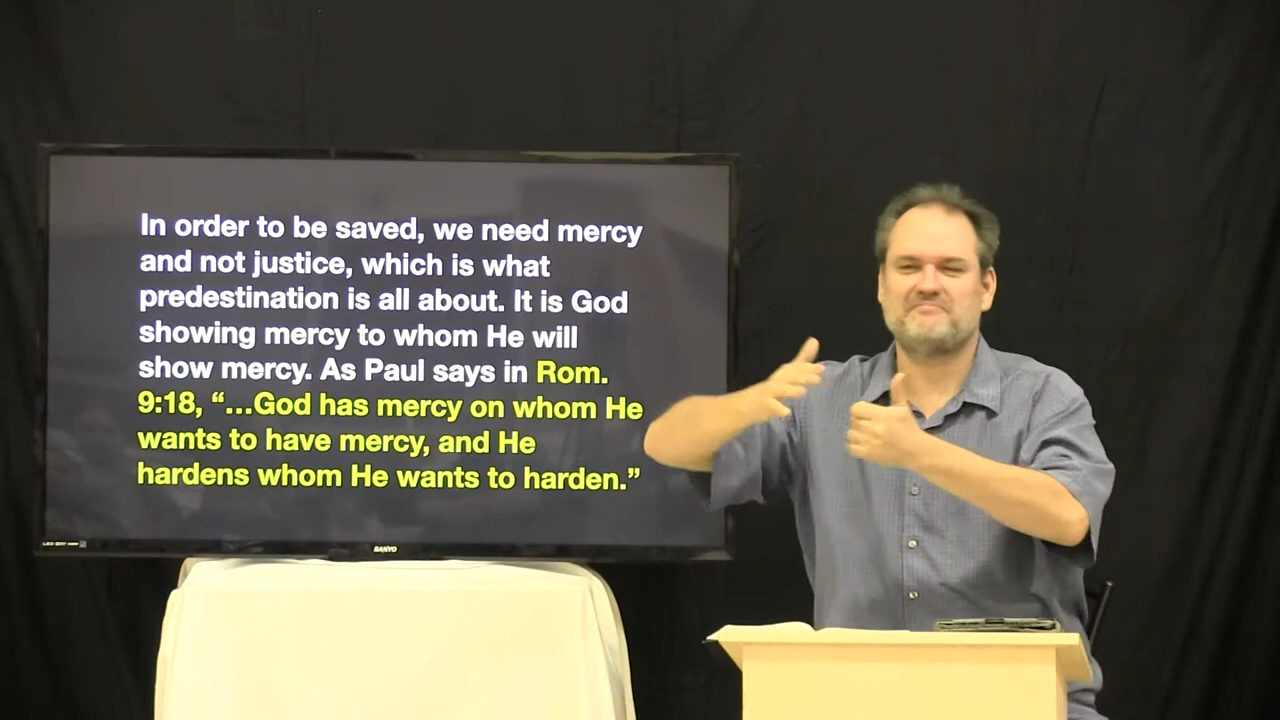 In order to be saved, we need mercy
and not justice, which is what
predestination is all about. It is God
showing mercy to whom He will
show mercy. As Paul says in Rom.
9:18, “…God has mercy on whom He
wants to have mercy, and He
hardens whom He wants to harden.”
SANYO